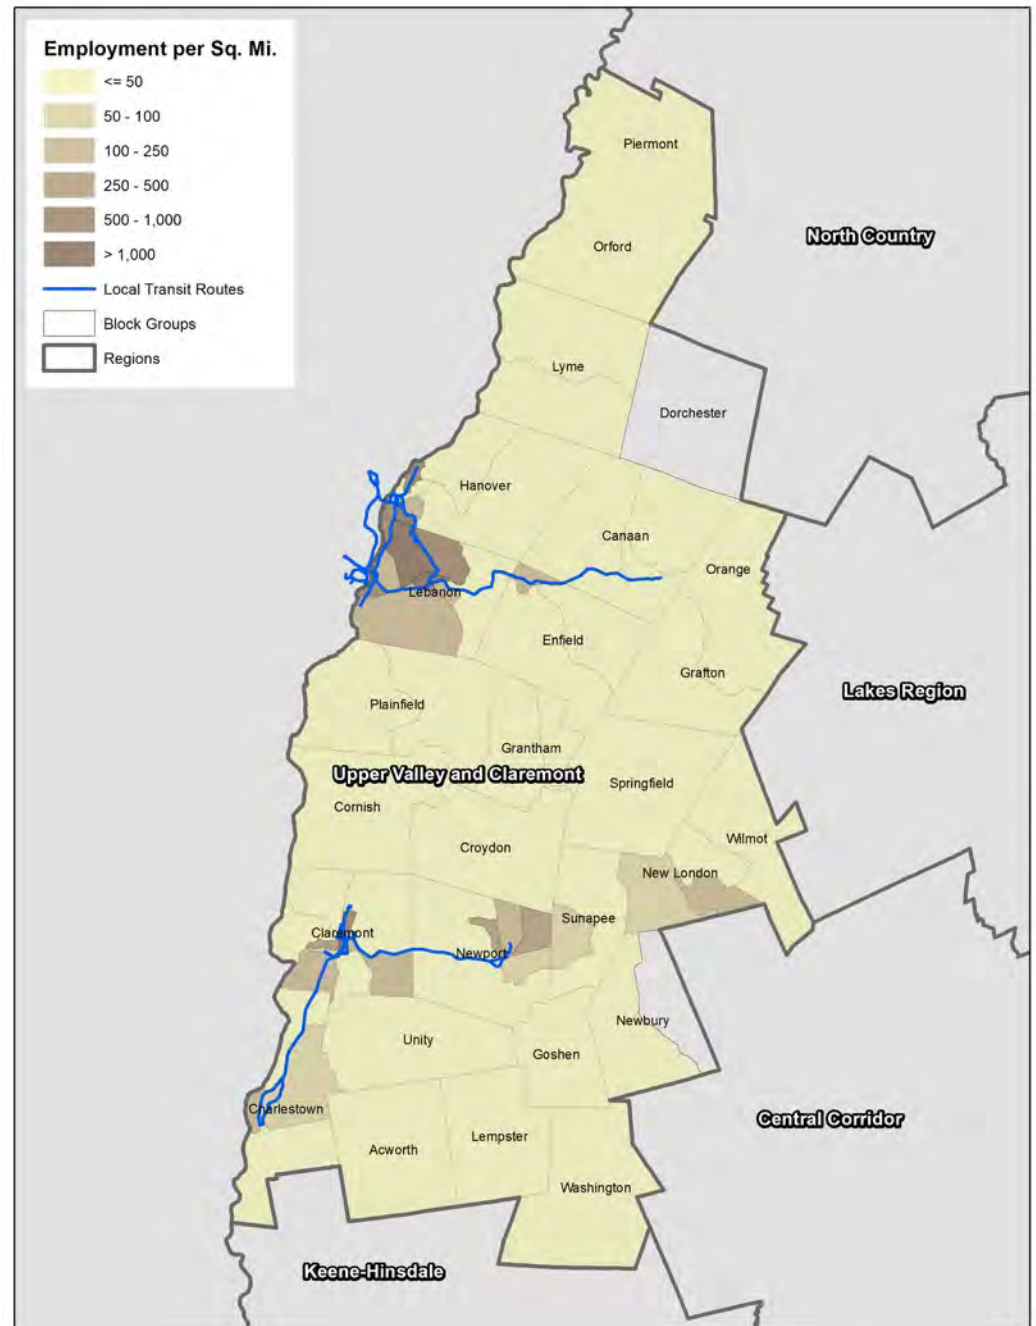 Employment per Sq. Mi.
<= 50
50 - 100
100 - 250
250 - 500
500 - 1,000
> 1,000
Local Transit Routes
Block Groups
Regions
Piermont
North Country
Orford
Lyme
Dorchester
Hanover
Canaan
Orange
Lebanon
Enfield
Grafton
Lakes Region
Plainfield
Grantham
Upper Valley and Claremont
Springfield
Cornish
Wilmot
Croydon
New London
Sunapee
Claremont
Newport
Newbury
Unity
Goshen
Charlestown
Central Corridor
Lempster
Acworth
Washington
Keene-Hinsdale